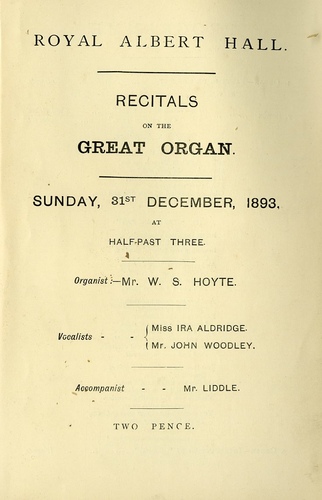 ROYAL ALBERT HALL.
RECITALS
ON THE
GREAT ORGAN.
SUNDAY, 31ST DECEMBER, 1893.
AT
HALF-PAST THREE.
Organist:—Mr. W. S. HOYTE.
Vocalists - - { Miss IRA ALDRIDGE.
Mr. JOHN WOODLEY.
Accompanist - - Mr. LIDDLE.
TWO PENCE.